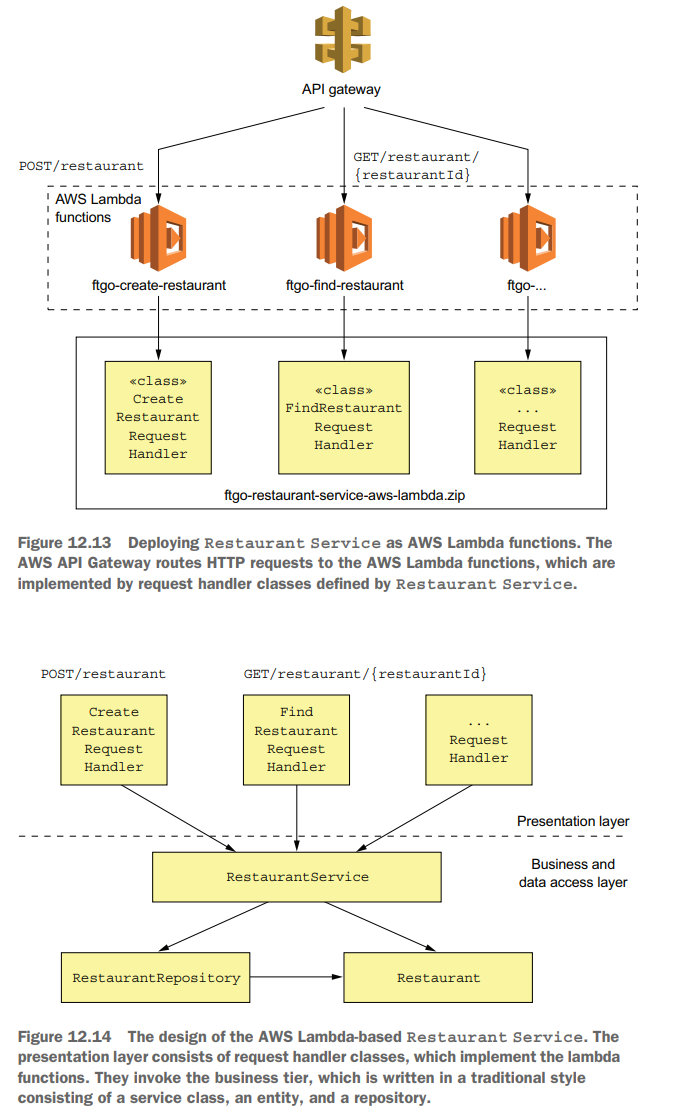 API gateway
POST/restaurant
GET/restaurant/
{restaurantId}
AWS Lambda
functions
ftgo-create-restaurant
ftgo-find-restaurant
ftgo-...
«class»
Create
Restaurant
Request
Handler
«class»
FindRestaurant
Request
Handler
«class»
...
Request
Handler
ftgo-restaurant-service-aws-lambda.zip
Figure 12.13 Deploying Restaurant Service as AWS Lambda functions. The
AWS API Gateway routes HTTP requests to the AWS Lambda functions, which are
implemented by request handler classes defined by Restaurant Service.
POST/restaurant
GET/restaurant/{restaurantId}
Create
Restaurant
Request
Handler
Find
Restaurant
Request
Handler
...
Request
Handler
Presentation layer
Business and
data access layer
RestaurantService
RestaurantRepository
Restaurant
Figure 12.14 The design of the AWS Lambda-based Restaurant Service. The
presentation layer consists of request handler classes, which implement the lambda
functions. They invoke the business tier, which is written in a traditional style
consisting of a service class, an entity, and a repository.